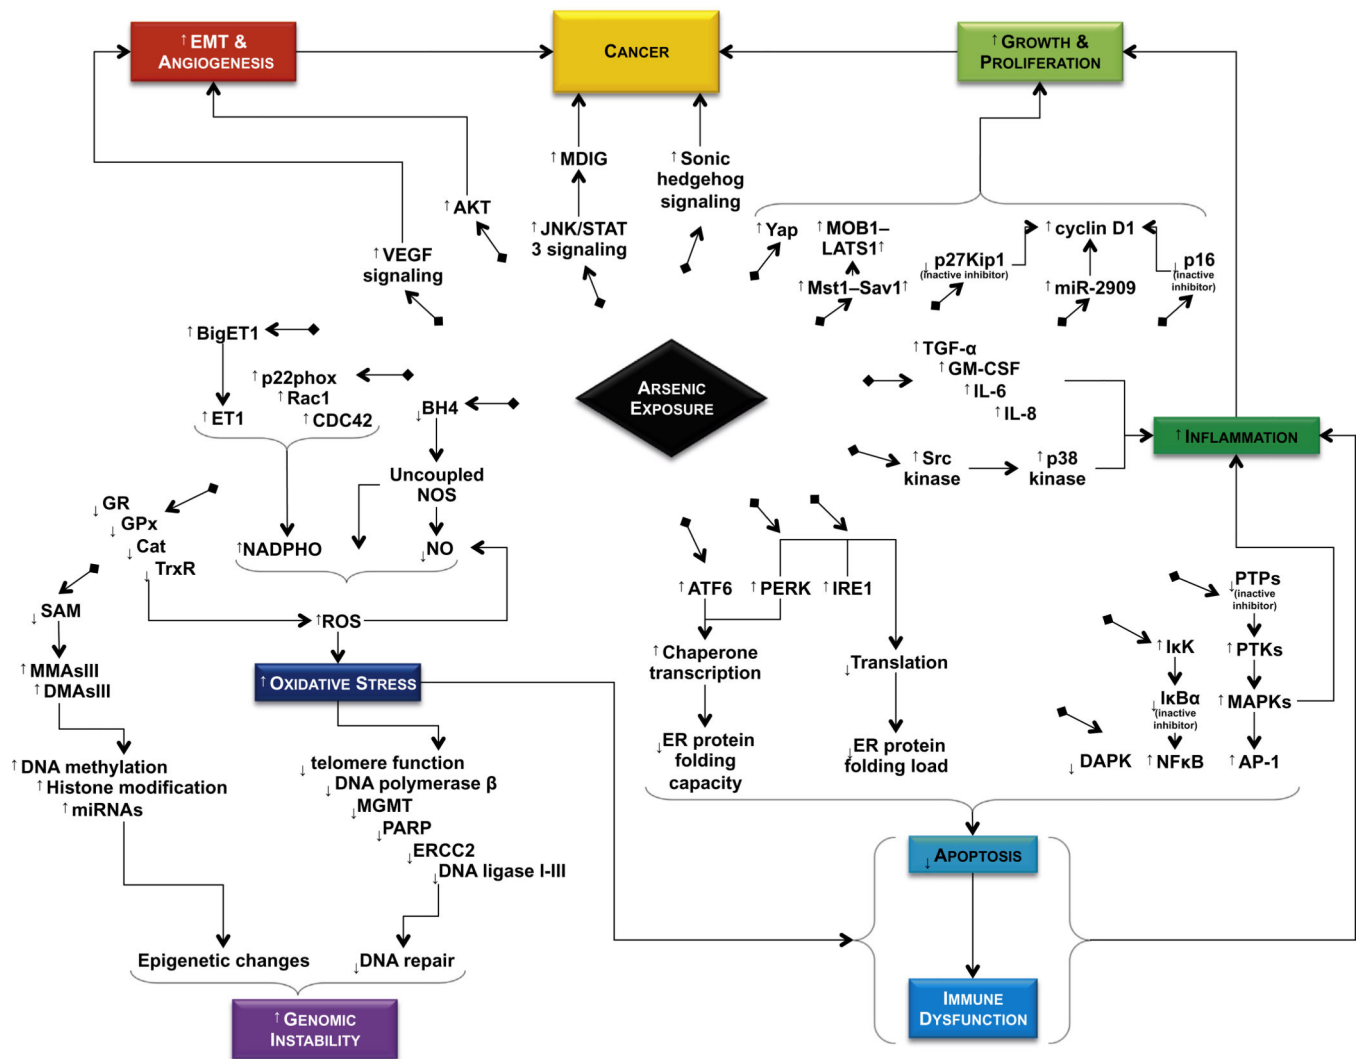 ↑EMT &
ANGIOGENESIS
CANCER
↑GROWTH &
PROLIFERATION
↑MDIG
↑Sonic
hedgehog
signaling
↑AKT
↑JNK/STAT
3 signaling
↑VEGF
signaling
↑Yap
↑MOB1–
LATS1↑
↑Mst1–Sav1↑
↓p27Kip1
(inactive inhibitor)
↑cyclin D1
↑miR-2909
↓p16
(inactive
inhibitor)
↑BigET1
↑ET1
↑p22phox
↑Rac1
↑CDC42
↓BH4
Uncoupled
NOS
↑NADPHO
↓NO
ARSENIC
EXPOSURE
↑TGF-α
↑GM-CSF
↑IL-6
↑IL-8
↑Src
kinase
↑p38
kinase
↑INFLAMMATION
↓GR
↓GPx
↓Cat
↓TrxR
↓SAM
↑ROS
↑MMAsIII
↑DMAsIII
↑OXIDATIVE STRESS
↑DNA methylation
↑Histone modification
↑miRNAs
↓telomere function
↓DNA polymerase β
↓MGMT
↓PARP
↓ERCC2
↓DNA ligase I-III
Epigenetic changes
↓DNA repair
↑GENOMIC
INSTABILITY
↑ATF6
↑PERK
↑IRE1
↑Chaperone
transcription
↓Translation
↓ER protein
folding
capacity
↓ER protein
folding load
↓PTPs
(inactive
inhibitor)
↑IκK
↑PTKs
↓IκBα
(inactive
inhibitor)
↑MAPKs
↓DAPK
↑NFκB
↑AP-1
↓APOPTOSIS
IMMUNE
DYSFUNCTION